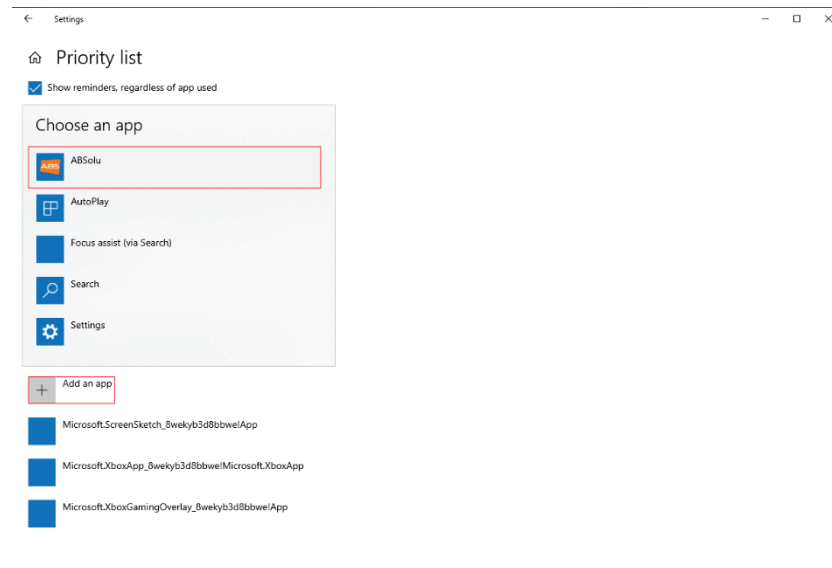 Settings
Priority list
Show reminders, regardless of app used
Choose an app
ABS
ABSolu
AutoPlay
Focus assist (via Search)
Search
Settings
Add an app
Microsoft.ScreenSketch_8wekyb3d8bbwe!App
Microsoft.XboxApp_8wekyb3d8bbwe!Microsoft.XboxApp
Microsoft.XboxGamingOverlay_8wekyb3d8bbwe!App